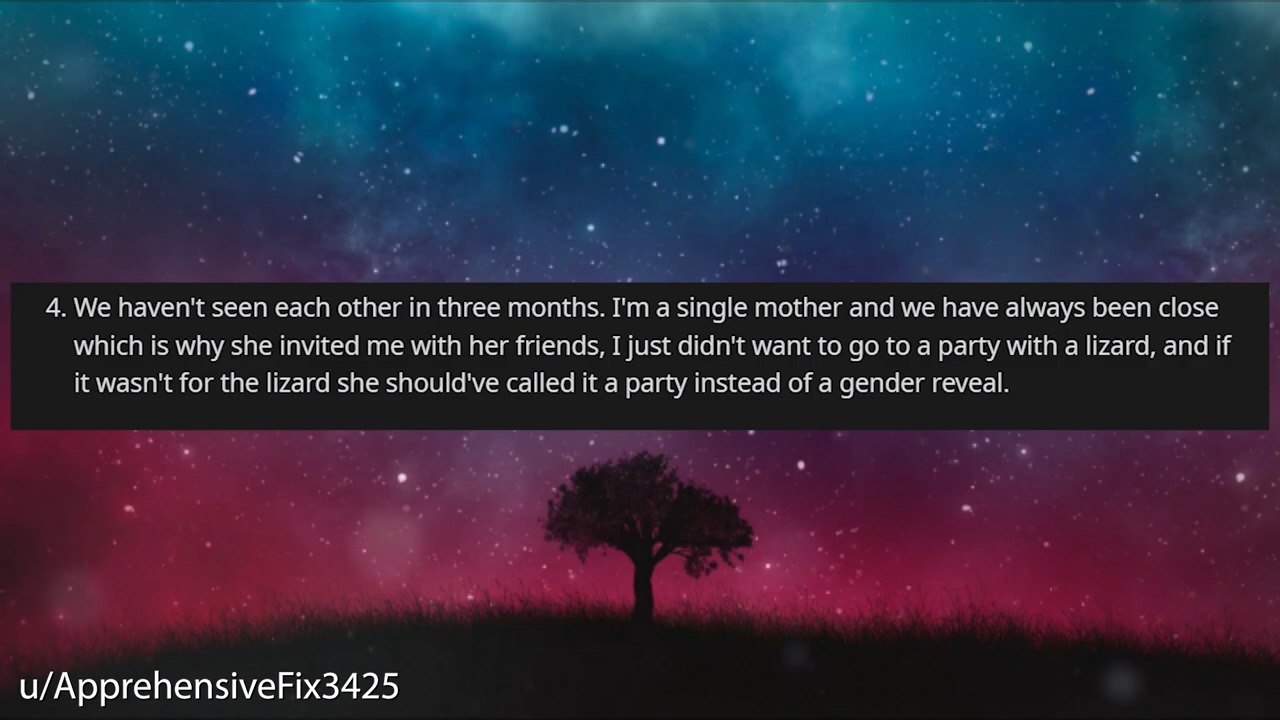 4. We haven't seen each other in three months. I'm a single mother and we have always been close
which is why she invited me with her friends, I just didn't want to go to a party with a lizard, and if
it wasn't for the lizard she should've called it a party instead of a gender reveal.
u/ApprehensiveFix3425